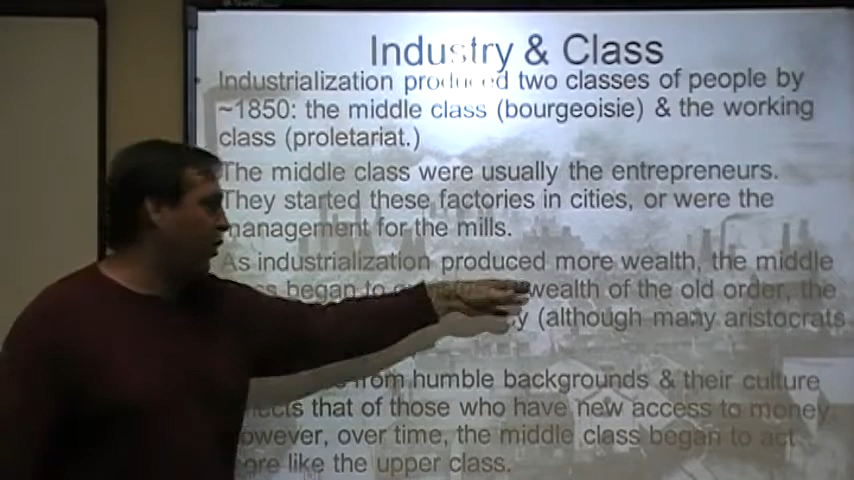 Industry & Class
Industrialization produced two classes of people by
~1850: the middle class (bourgeoisie) & the working
class (proletariat.)
The middle class were usually the entrepreneurs.
They started these factories in cities, or were the
management for the mills.
As industrialization produced more wealth, the middle
began to wealth of the old order, the
(although many aristocrats
from humble backgrounds & their culture
that of those who have new access to money.
However, over time, the middle class began to act
more like the upper class.